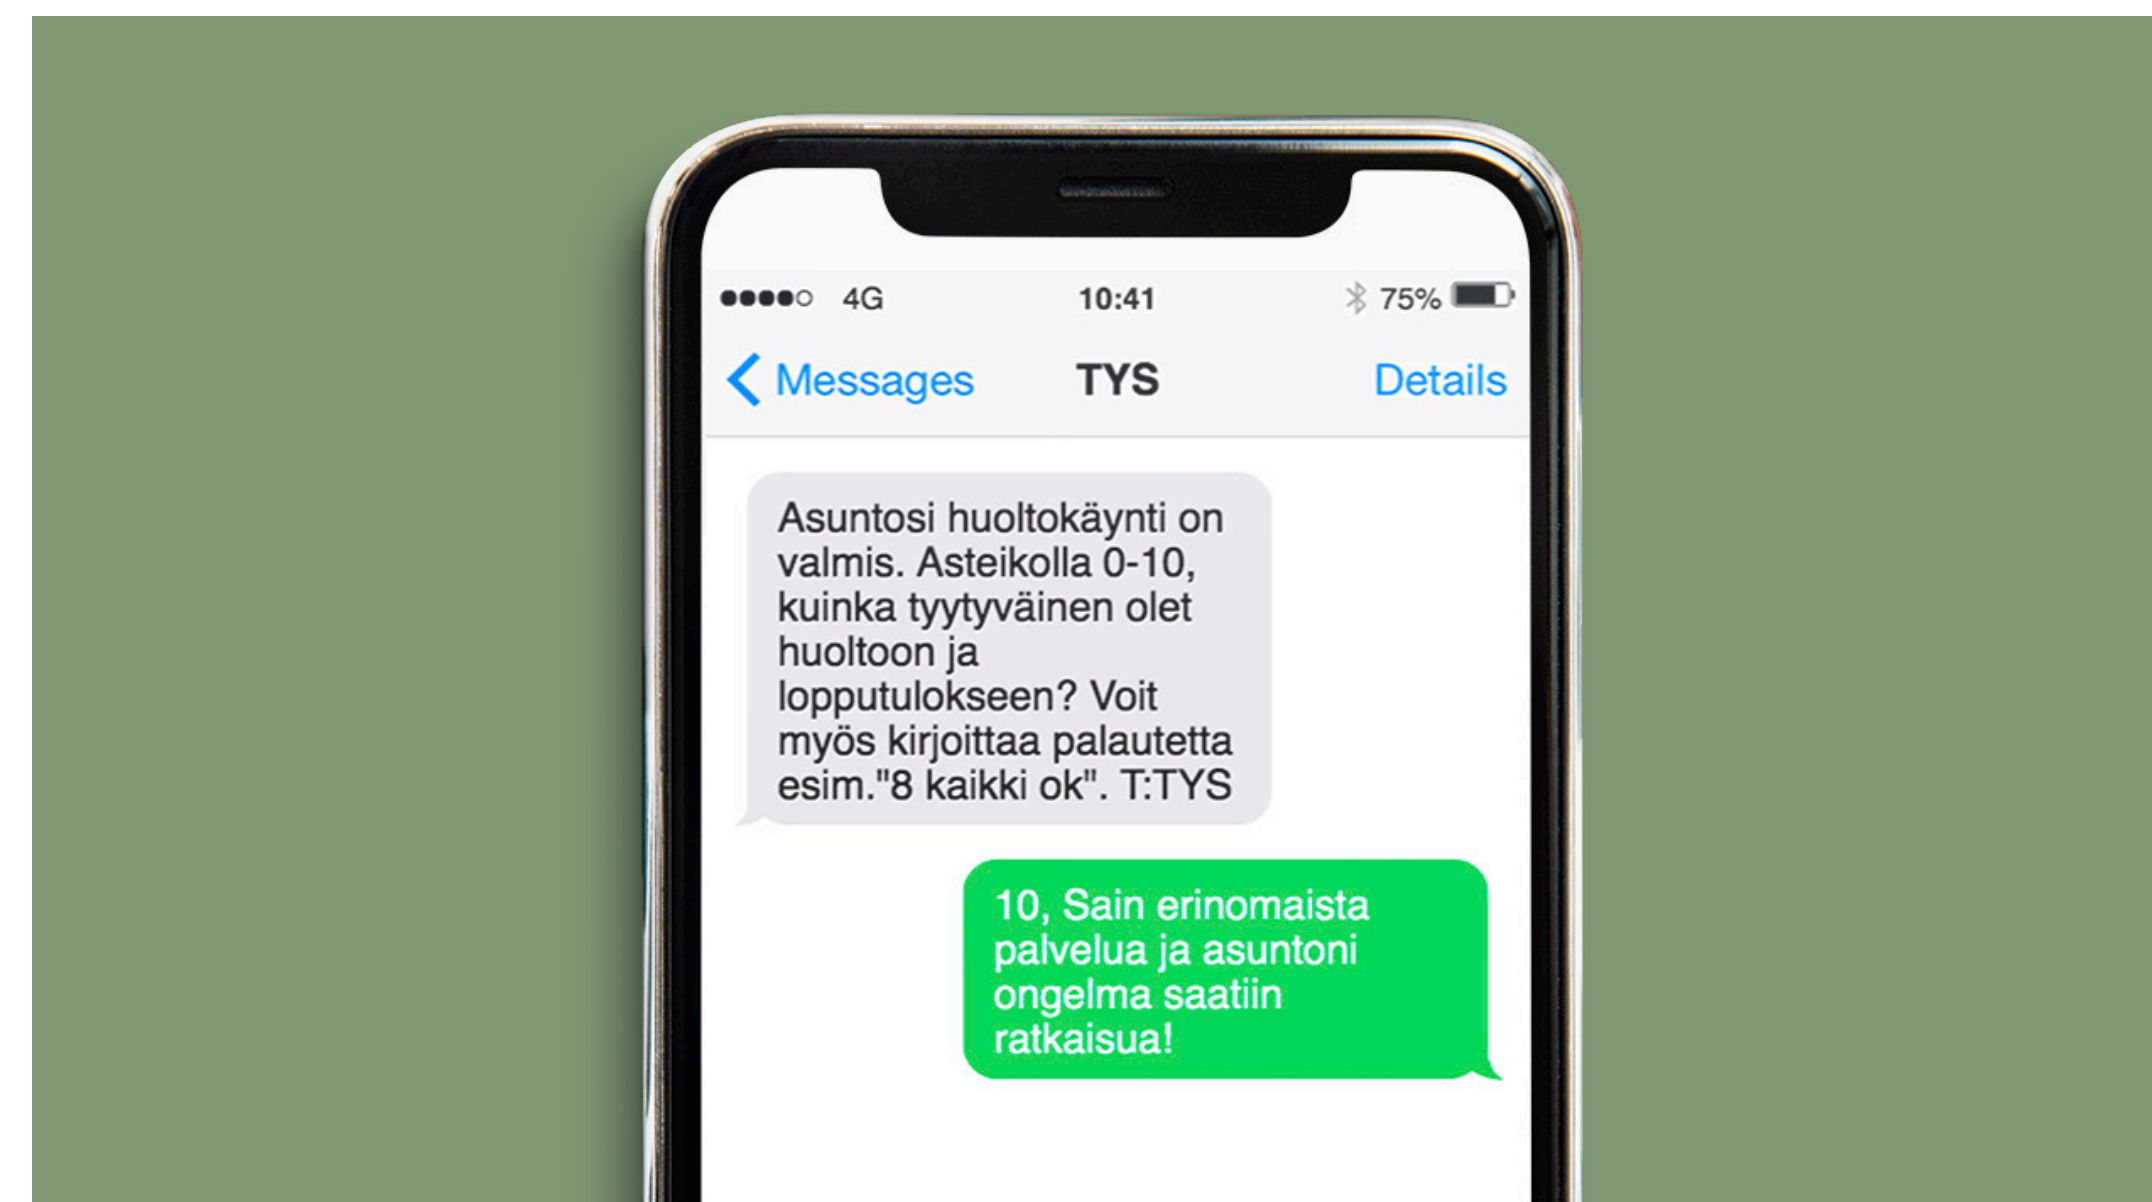 4G 10:41 75%
Messages TYS Details
Asuntosi huoltokäynti on
valmis. Asteikolla 0-10,
kuinka tyytyväinen olet
huoltoon ja
lopputulokseen? Voit
myös kirjoittaa palautetta
esim."8 kaikki ok". T:TYS
10, Sain erinomaista
palvelua ja asuntoni
ongelma saatiin
ratkaisua!